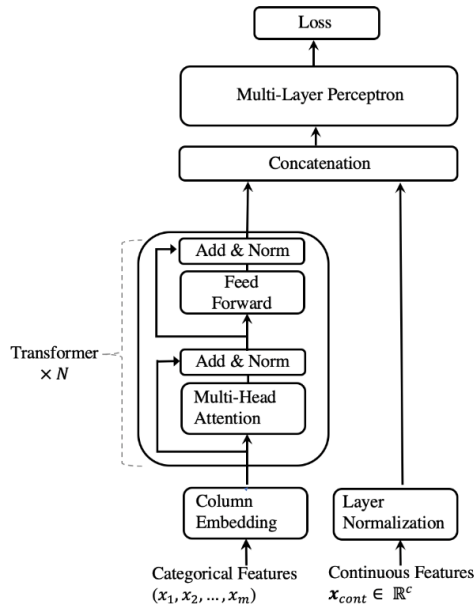 Loss
Multi-Layer Perceptron
Concatenation
Add & Norm
Feed
Forward
Transformer
× N
Add & Norm
Multi-Head
Attention
Column
Embedding
Layer
Normalization
Categorical Features
(x₁, x₂, ..., xₘ)
Continuous Features
x_cont ∈ ℝᶜ